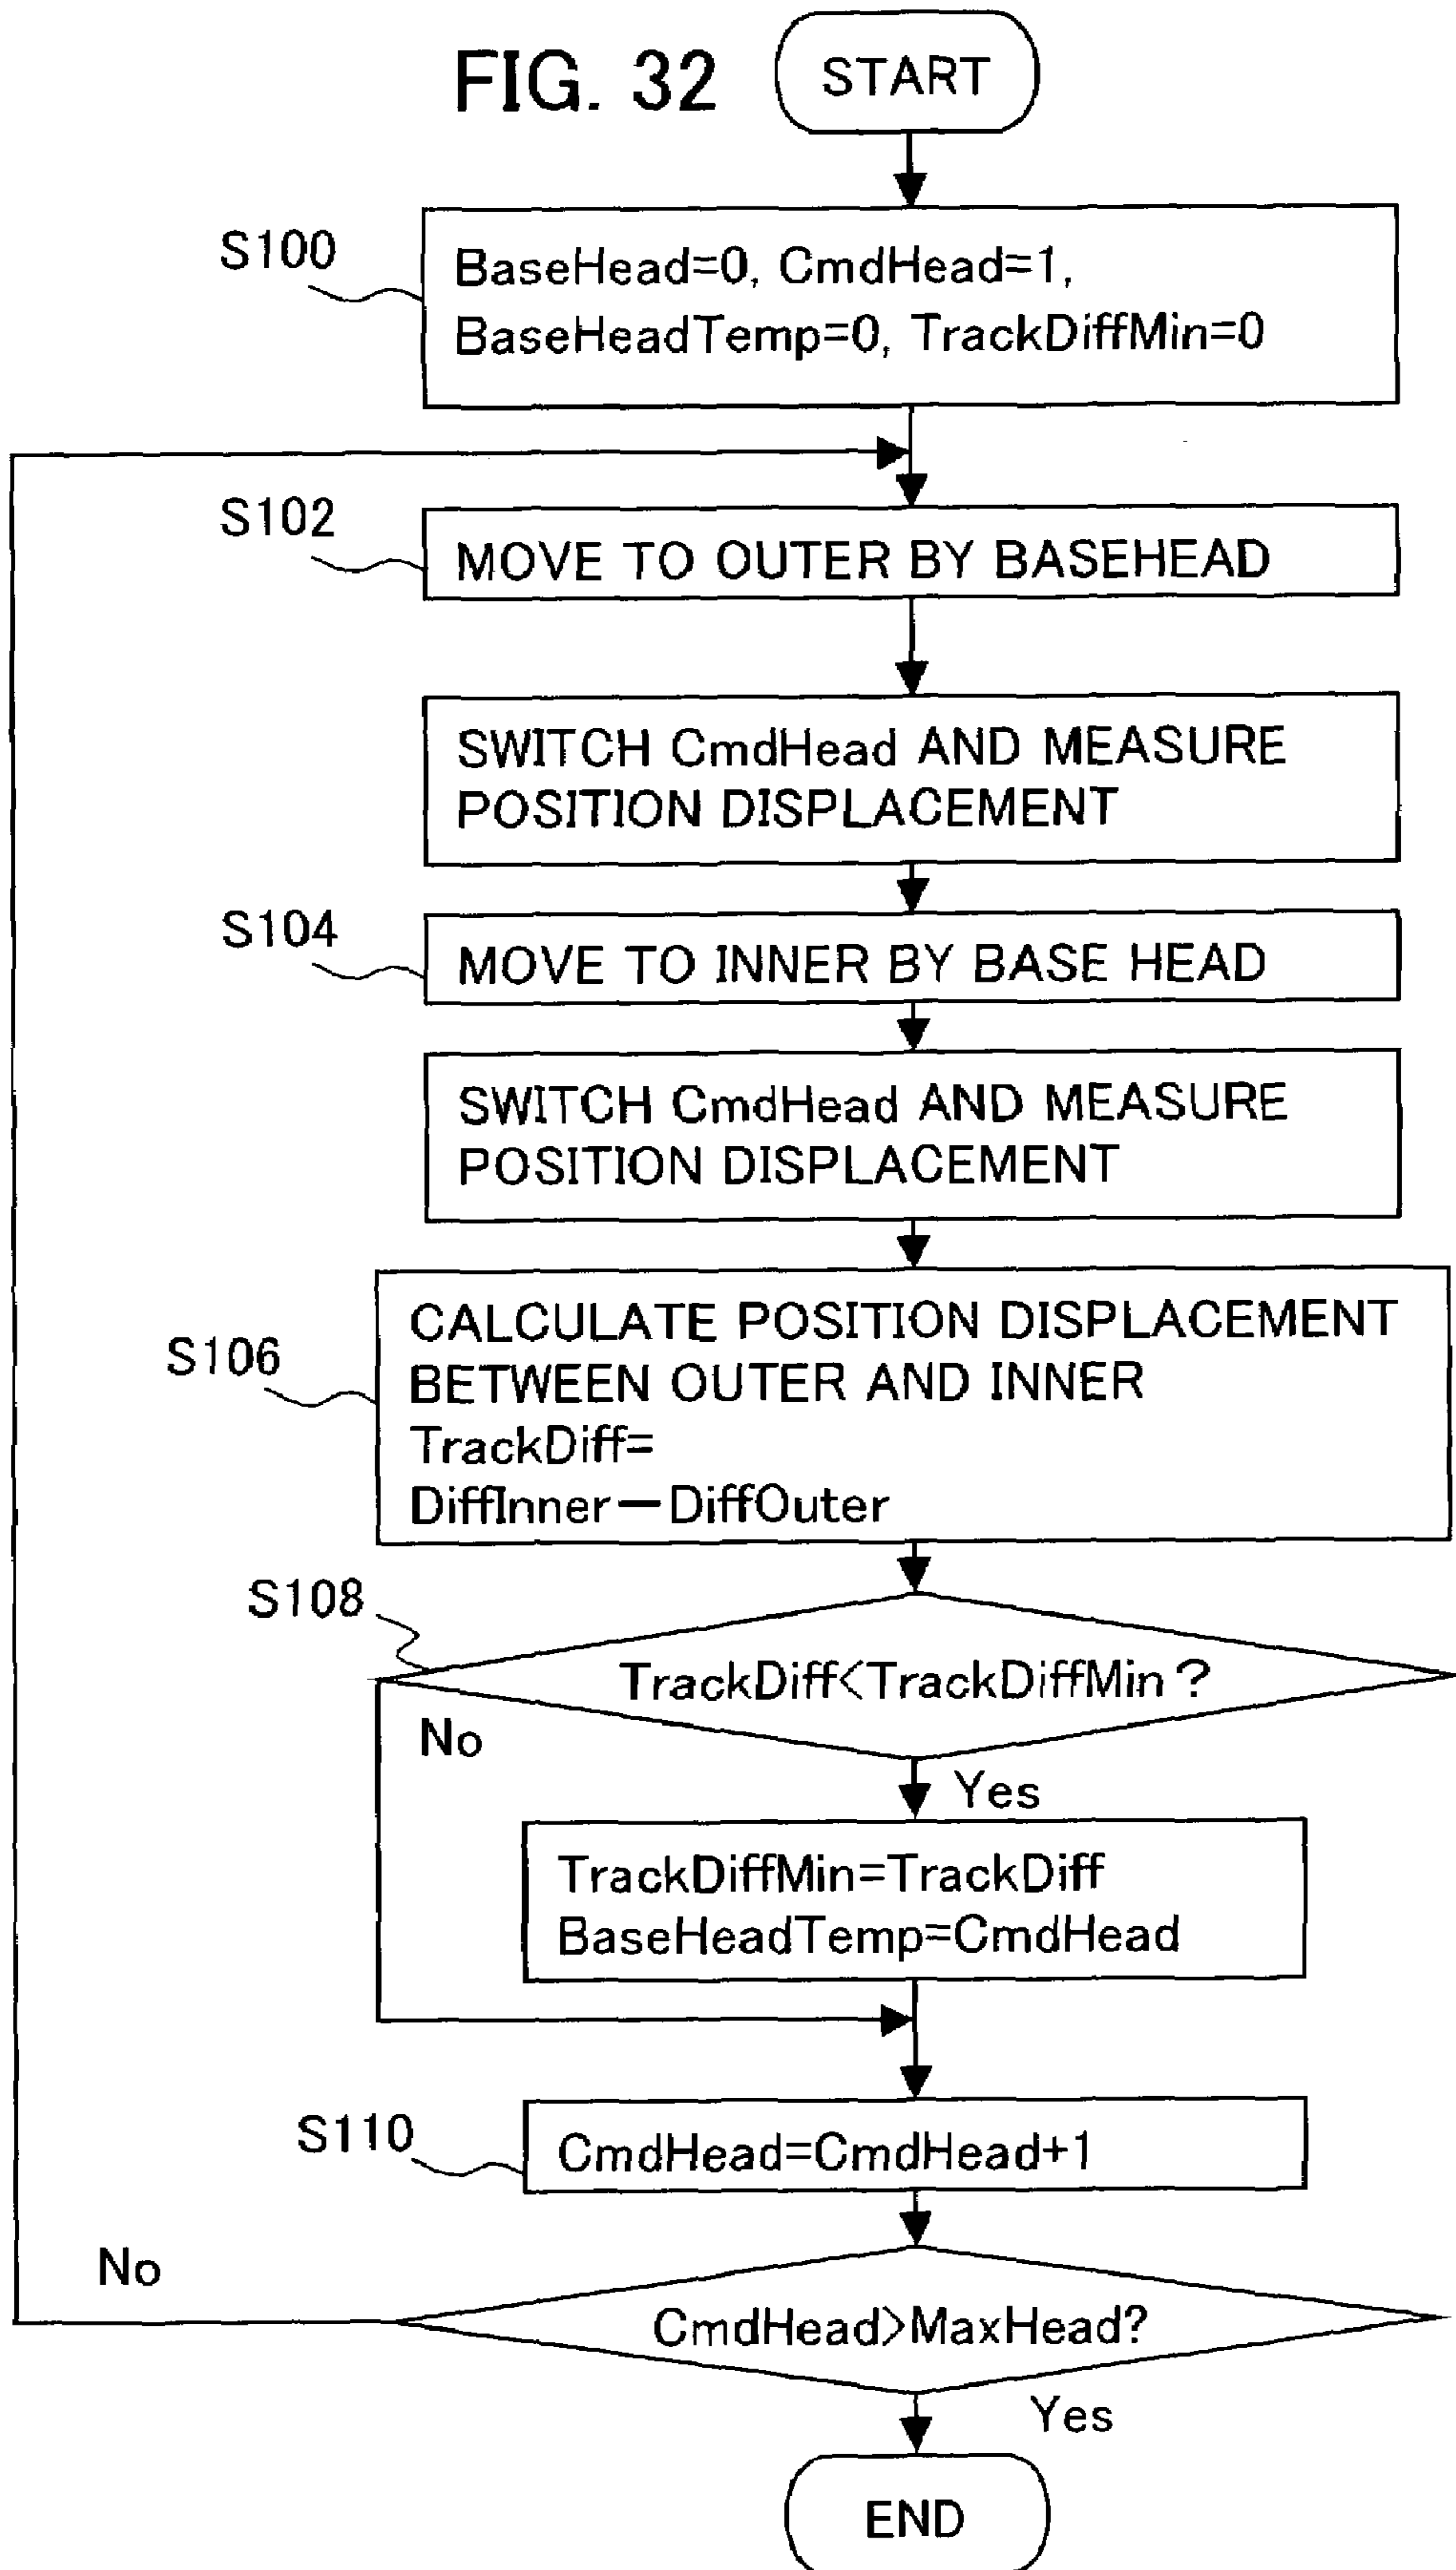 FIG. 32
START
S100
BaseHead=0, CmdHead=1,
BaseHeadTemp=0, TrackDiffMin=0
S102
MOVE TO OUTER BY BASEHEAD
SWITCH CmdHead AND MEASURE
POSITION DISPLACEMENT
S104
MOVE TO INNER BY BASE HEAD
SWITCH CmdHead AND MEASURE
POSITION DISPLACEMENT
S106
CALCULATE POSITION DISPLACEMENT
BETWEEN OUTER AND INNER
TrackDiff=
DiffInner－DiffOuter
S108
TrackDiff<TrackDiffMin?
No
Yes
TrackDiffMin=TrackDiff
BaseHeadTemp=CmdHead
S110
CmdHead=CmdHead+1
No
CmdHead>MaxHead?
Yes
END